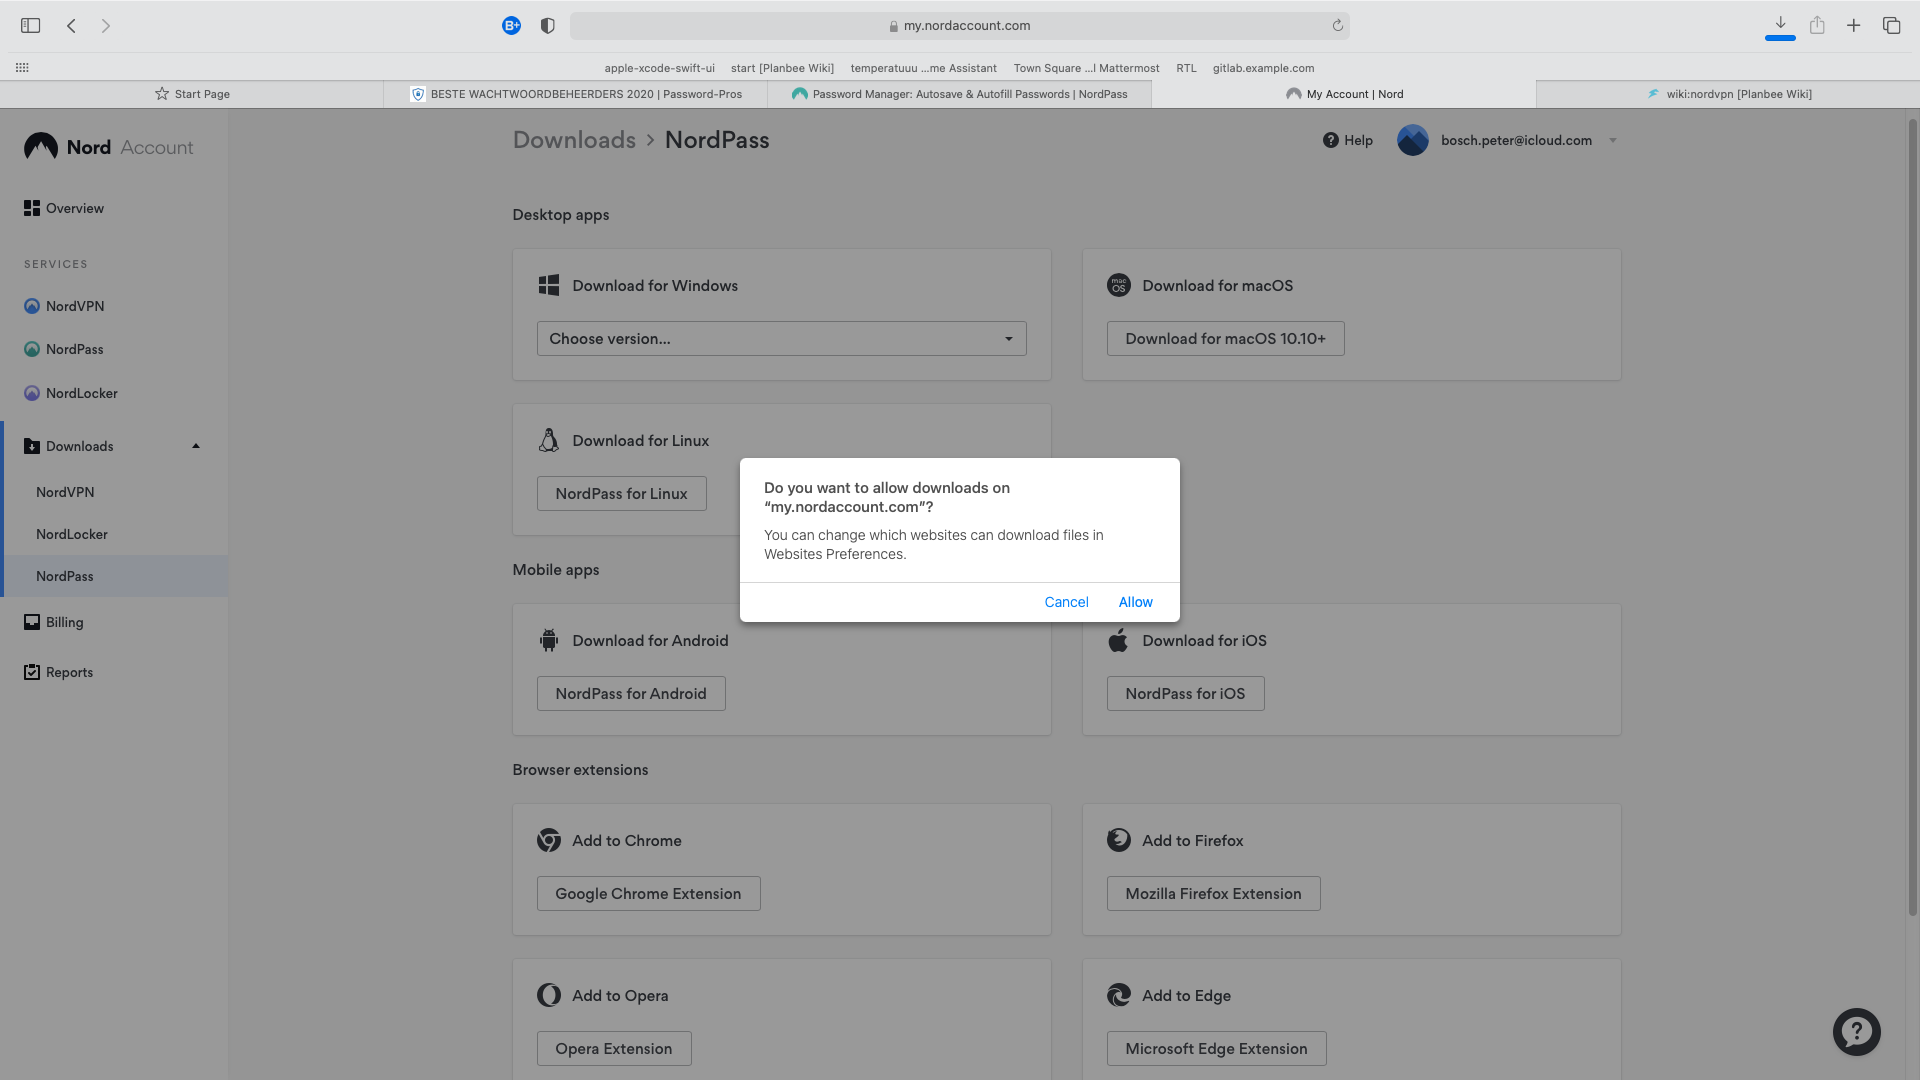 my.nordaccount.com
apple-xcode-swift-ui
start [Planbee Wiki]
temperatuuu ...me Assistant
Town Square ...l Mattermost
RTL
gitlab.example.com
Start Page
BESTE WACHTWOORDBEHEERDERS 2020 | Password-Pros
Password Manager: Autosave & Autofill Passwords | NordPass
My Account | Nord
wiki:nordvpn [Planbee Wiki]
Nord Account
Overview
SERVICES
NordVPN
NordPass
NordLocker
Downloads
NordVPN
NordLocker
NordPass
Billing
Reports
Downloads > NordPass
Help
bosch.peter@icloud.com
Desktop apps
Download for Windows
Choose version...
Download for macOS
Download for macOS 10.10+
Download for Linux
NordPass for Linux
Do you want to allow downloads on
“my.nordaccount.com”?
You can change which websites can download files in
Websites Preferences.
Cancel
Allow
Mobile apps
Download for Android
NordPass for Android
Download for iOS
NordPass for iOS
Browser extensions
Add to Chrome
Google Chrome Extension
Add to Firefox
Mozilla Firefox Extension
Add to Opera
Opera Extension
Add to Edge
Microsoft Edge Extension